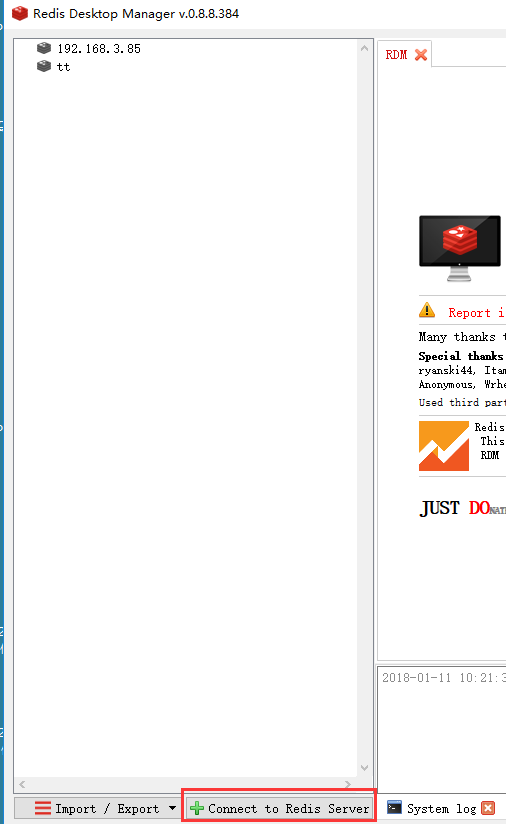 Redis Desktop Manager v.0.8.8.384
192.168.3.85
tt
RDM
Report i
Many thanks t
Special thanks
ryanski44, Itam
Anonymous, Wrhe
Used third part
Redis
This
RDM
JUST DONATE
2018-01-11 10:21:3
Import / Export
Connect to Redis Server
System log